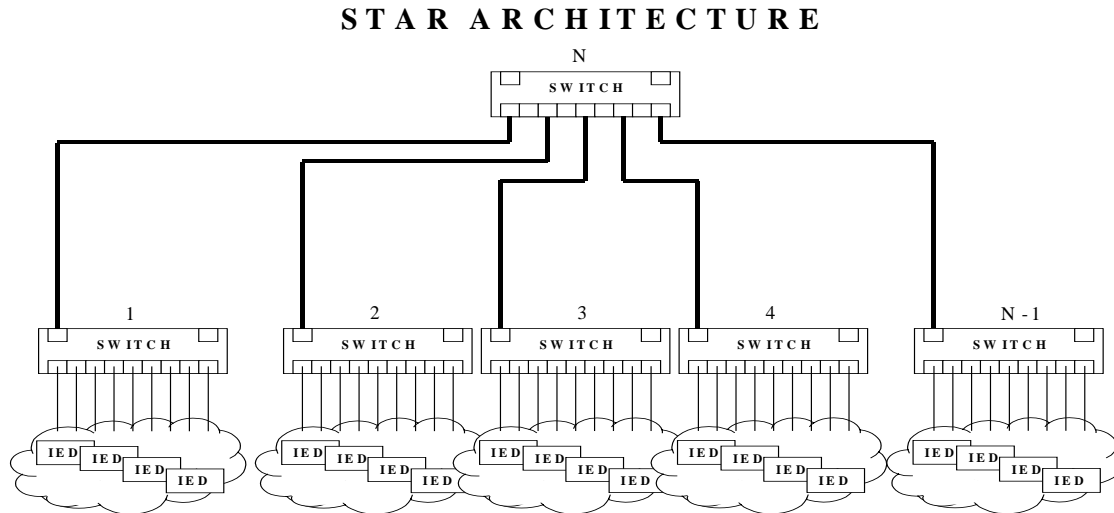 STAR ARCHITECTURE
N
SWITCH
1 2 3 4 N-1
SWITCH SWITCH SWITCH SWITCH SWITCH
IED IED IED IED IED
IED IED IED IED IED
IED IED IED IED IED
IED IED IED IED IED